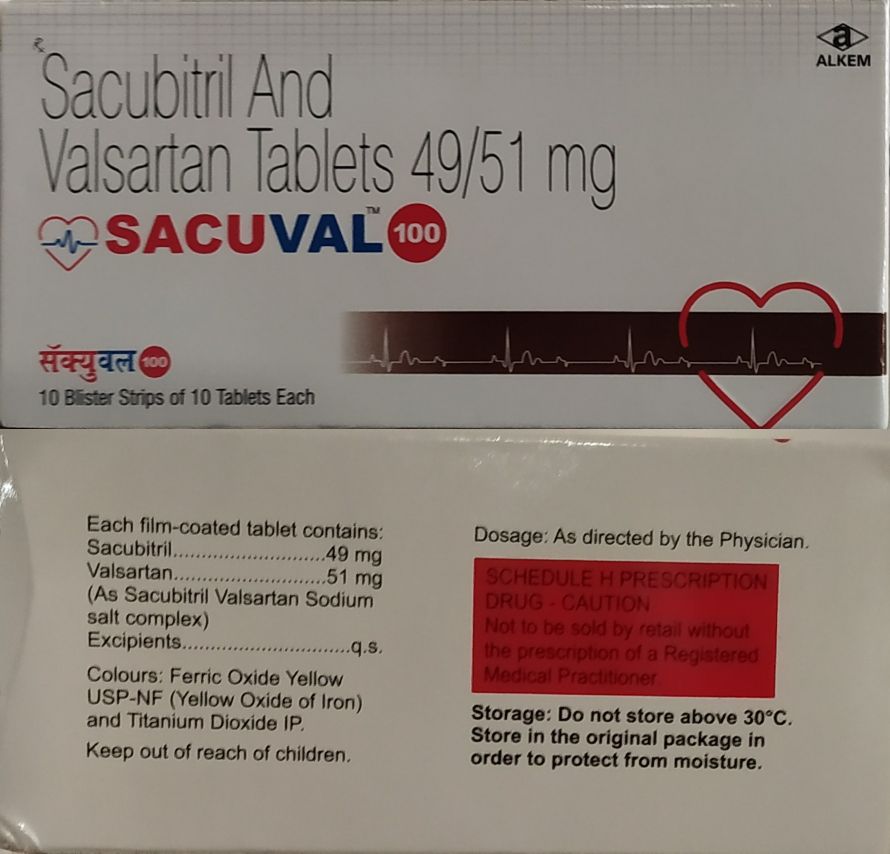 Rx
Sacubitril And
Valsartan Tablets 49/51 mg
SACUVAL™ 100
सॅक्युवल 100
10 Blister Strips of 10 Tablets Each
a
ALKEM
Each film-coated tablet contains:
Sacubitril............................49 mg
Valsartan............................51 mg
(As Sacubitril Valsartan Sodium
salt complex)
Excipients...............................q.s.
Colours: Ferric Oxide Yellow
USP-NF (Yellow Oxide of Iron)
and Titanium Dioxide IP.
Keep out of reach of children.
Dosage: As directed by the Physician.
SCHEDULE H PRESCRIPTION
DRUG - CAUTION
Not to be sold by retail without
the prescription of a Registered
Medical Practitioner.
Storage: Do not store above 30°C.
Store in the original package in
order to protect from moisture.